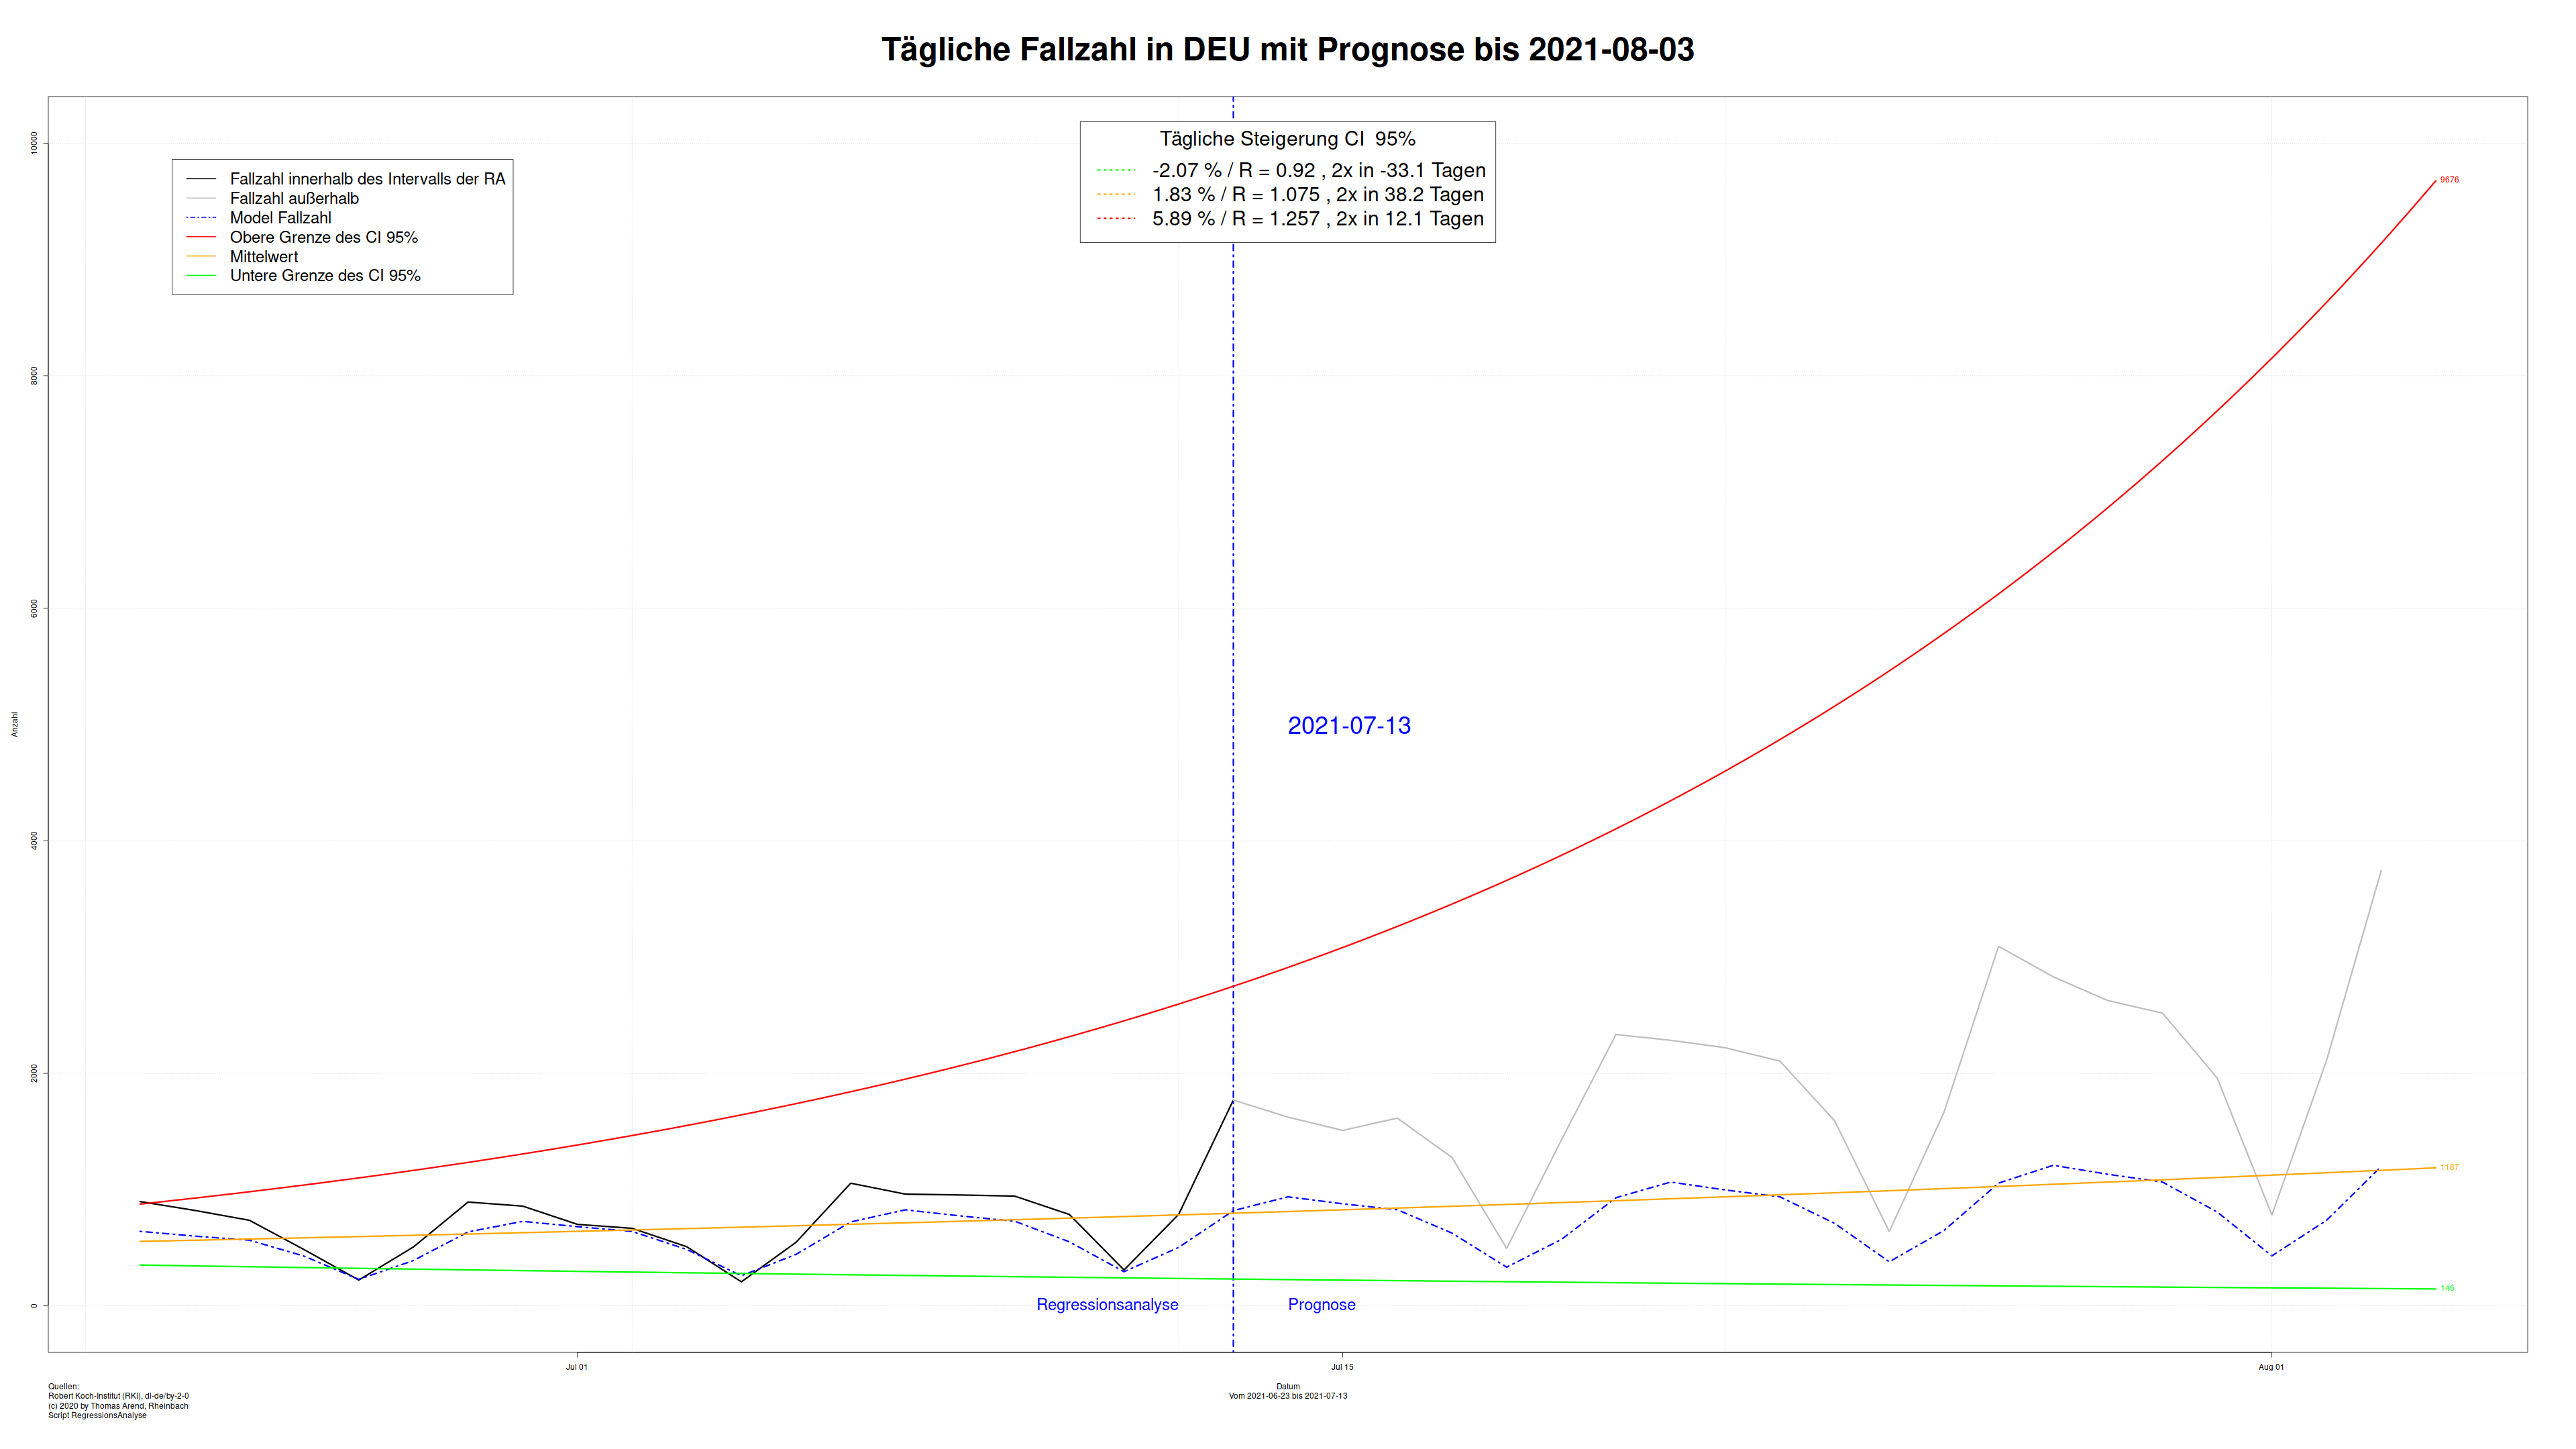 Tägliche Fallzahl in DEU mit Prognose bis 2021-08-03
Tägliche Steigerung CI  95%
-2.07 % / R = 0.92 , 2x in -33.1 Tagen
1.83 % / R = 1.075 , 2x in 38.2 Tagen
5.89 % / R = 1.257 , 2x in 12.1 Tagen
Fallzahl innerhalb des Intervalls der RA
Fallzahl außerhalb
Model Fallzahl
Obere Grenze des CI 95%
Mittelwert
Untere Grenze des CI 95%
10000
8000
6000
4000
2000
0
Anzahl
9676
2021-07-13
1187
146
Regressionsanalyse
Prognose
Jul 01
Jul 15
Aug 01
Datum
Vom 2021-06-23 bis 2021-07-13
Quellen:
Robert Koch-Institut (RKI), dl-de/by-2-0
(c) 2020 by Thomas Arend, Rheinbach
Script RegressionsAnalyse